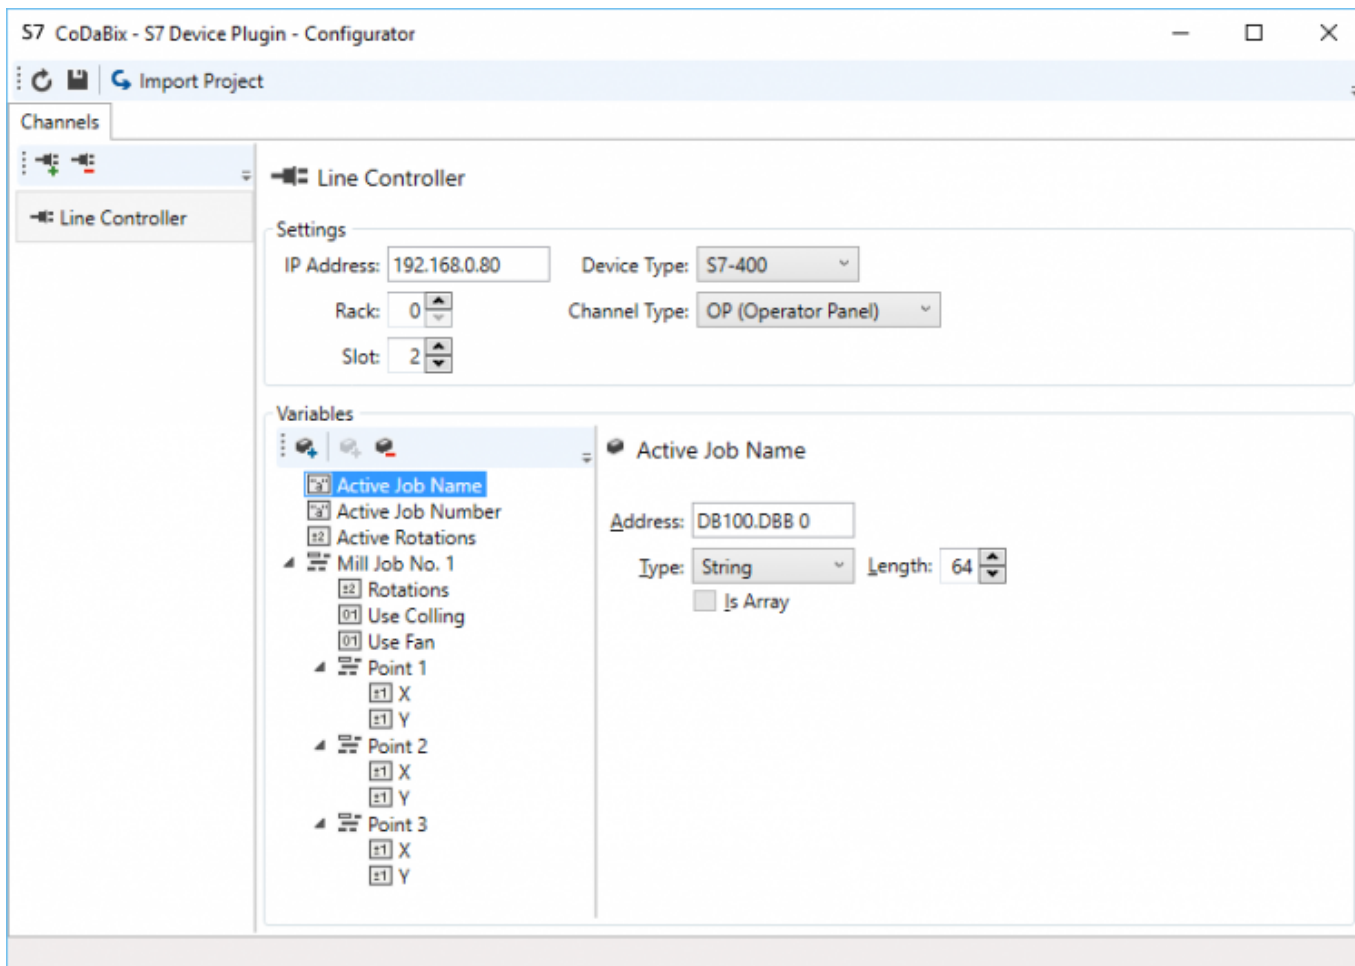 S7 CoDaBix - S7 Device Plugin - Configurator
Import Project
Channels
Line Controller
Line Controller
Settings
IP Address: 192.168.0.80 Device Type: S7-400
Rack: 0 Channel Type: OP (Operator Panel)
Slot: 2
Variables
Active Job Name
Active Job Name
Active Job Number
Active Rotations
Mill Job No. 1
Rotations
Use Colling
Use Fan
Point 1
X
Y
Point 2
X
Y
Point 3
X
Y
Address: DB100.DBB 0
Type: String Length: 64
Is Array